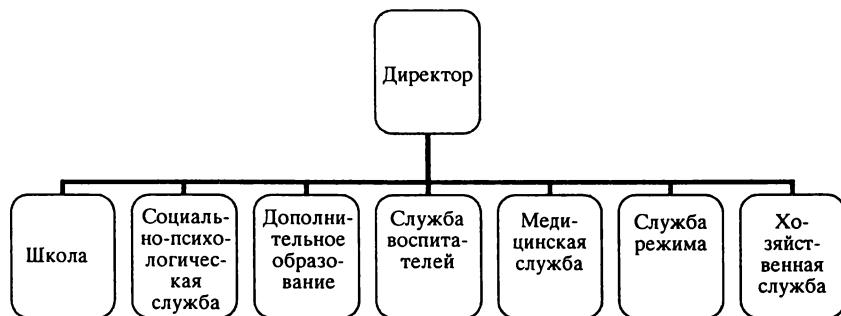 Директор
Школа
Социаль-
но-психо-
логичес-
кая
служба
Дополни-
тельное
образо-
вание
Служба
воспита-
телей
Меди-
цинская
служба
Служба
режима
Хо-
зяйст-
венная
служба